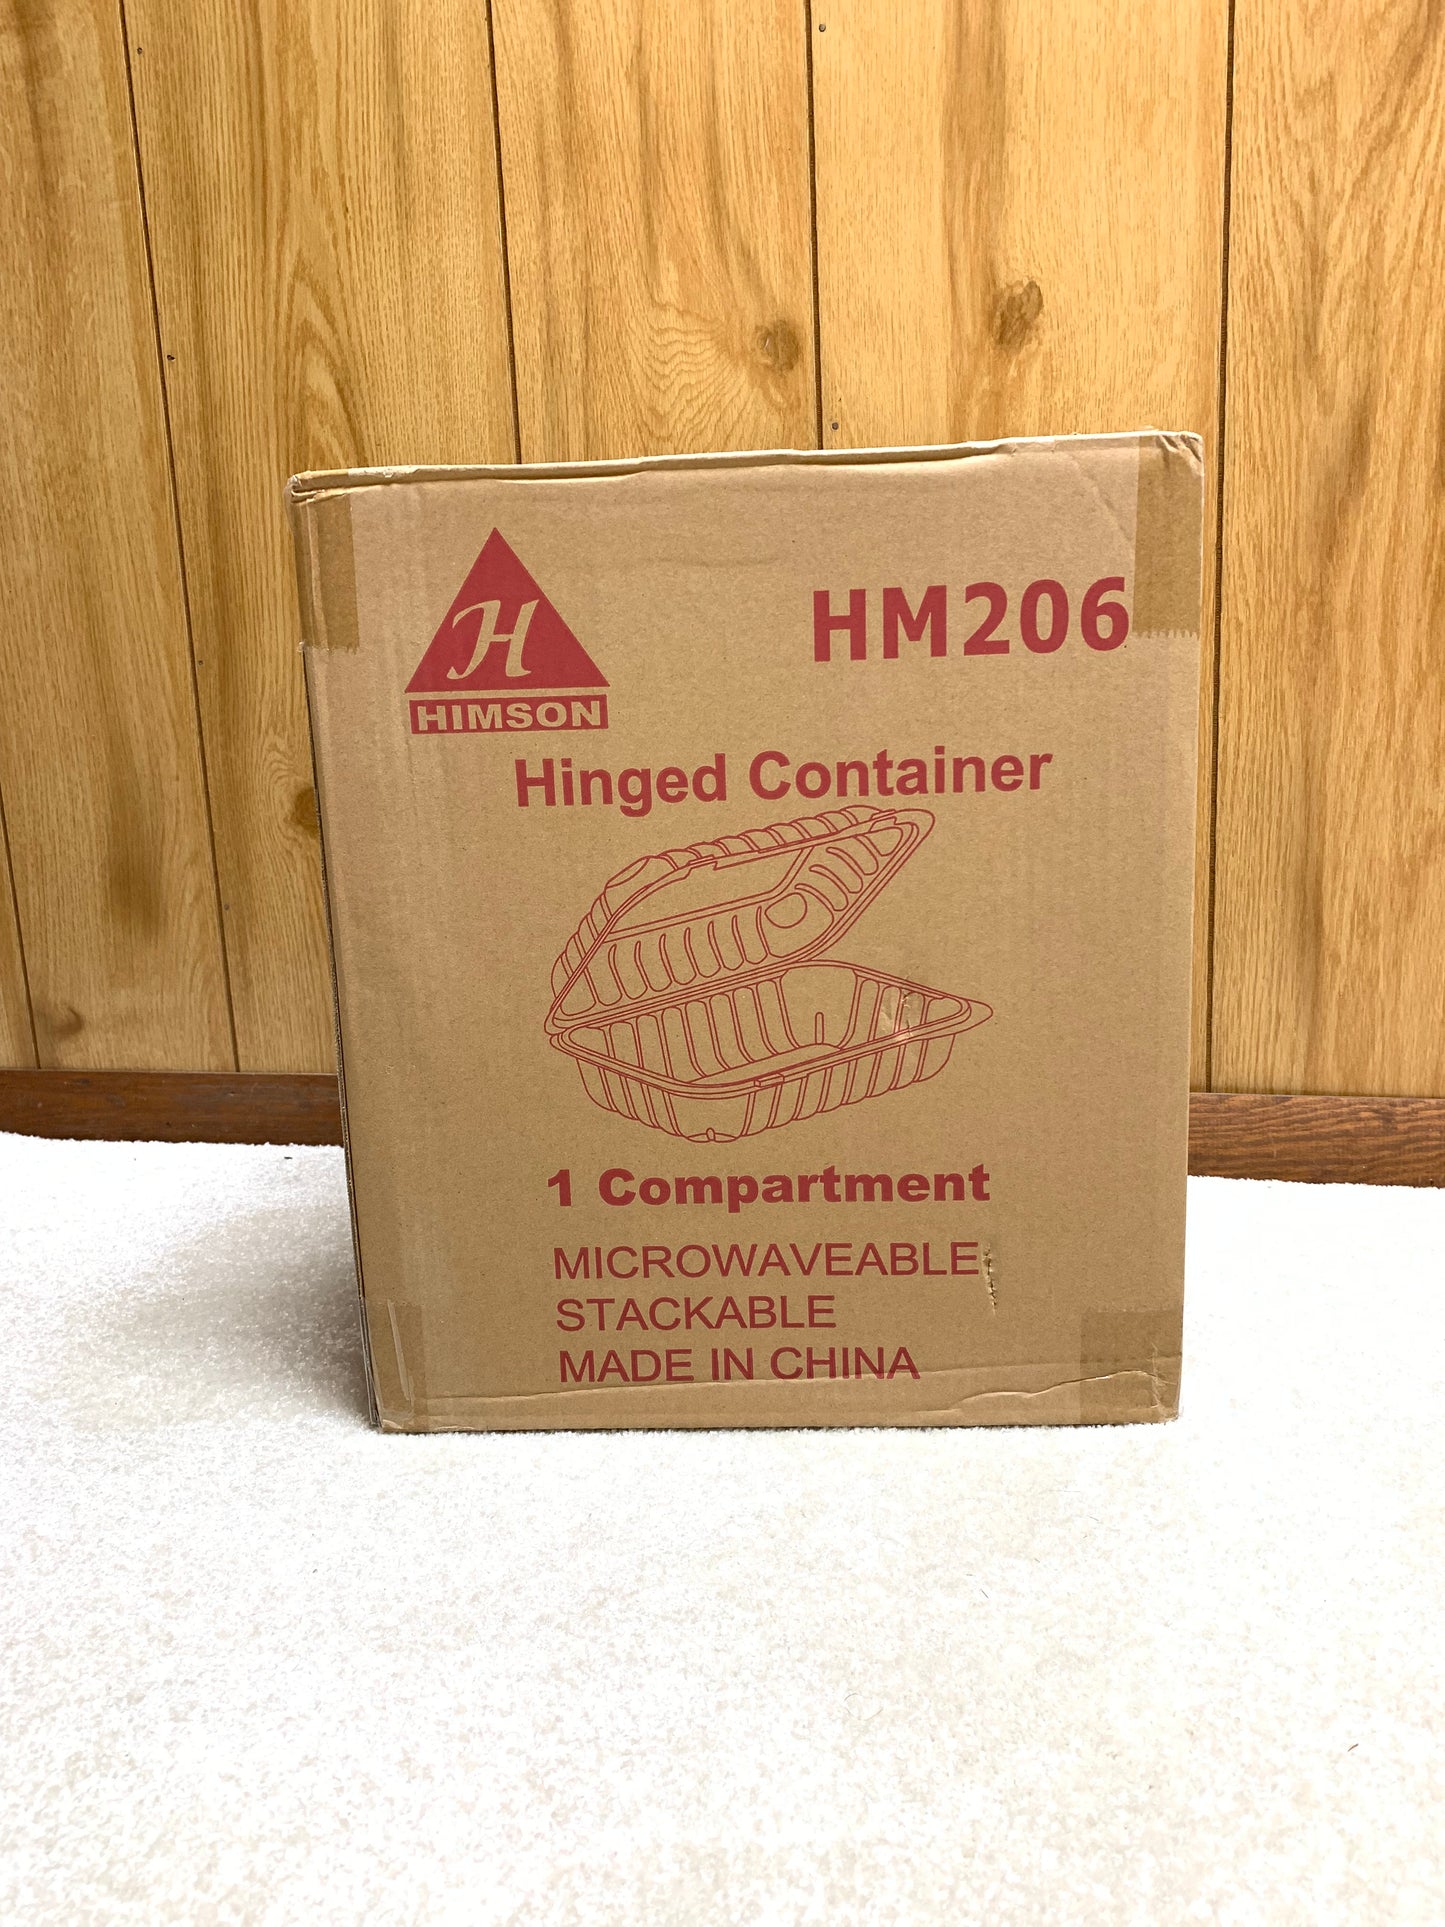 H
HIMSON
HM206
Hinged Container
1 Compartment
MICROWAVEABLE
STACKABLE
MADE IN CHINA